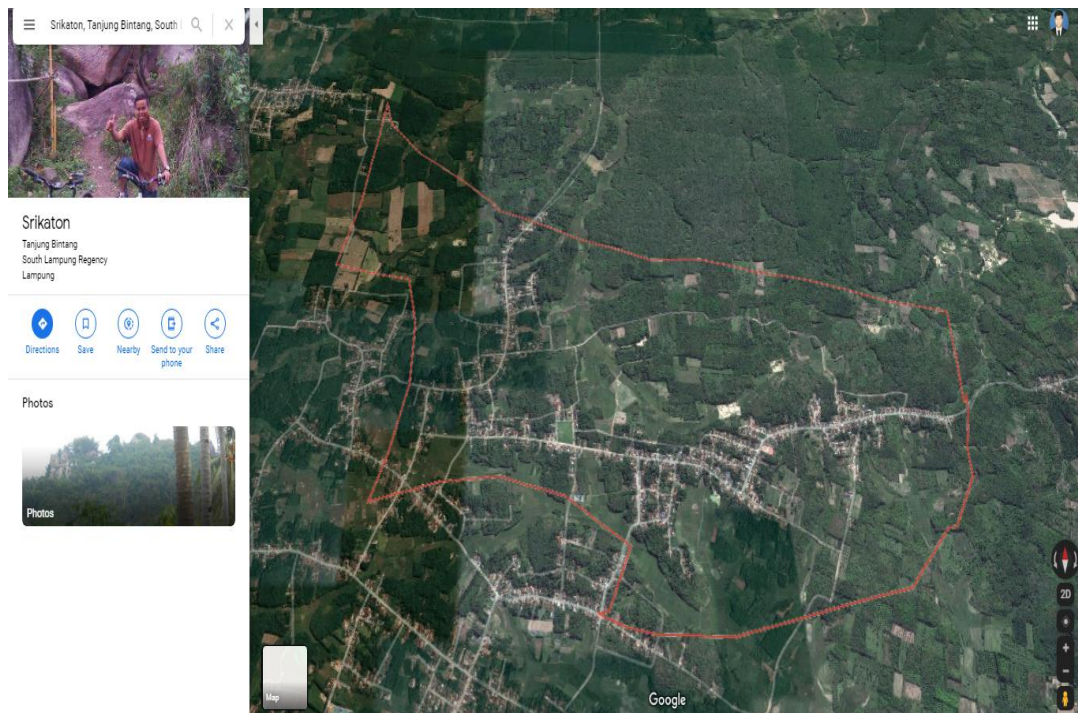 Srikaton, Tanjung Bintang, South
Srikaton
Tanjung Bintang
South Lampung Regency
Lampung
Directions
Save
Nearby
Send to your
phone
Share
Photos
Photos
Map
Google
2D